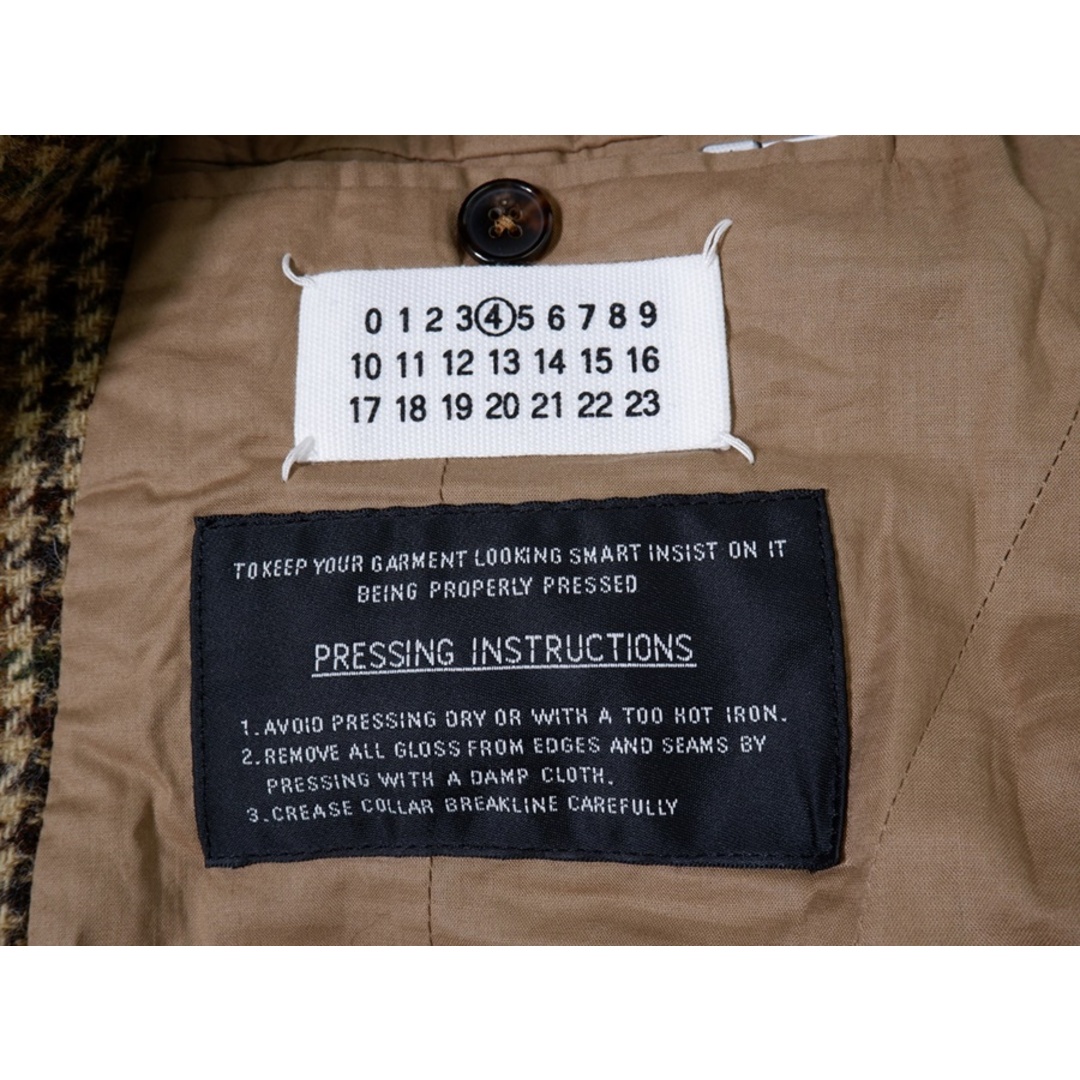 0 1 2 3 4 5 6 7 8 9
10 11 12 13 14 15 16
17 18 19 20 21 22 23
TO KEEP YOUR GARMENT LOOKING SMART INSIST ON IT
BEING PROPERLY PRESSED
PRESSING INSTRUCTIONS
1. AVOID PRESSING DRY OR WITH A TOO HOT IRON.
2. REMOVE ALL GLOSS FROM EDGES AND SEAMS BY
PRESSING WITH A DAMP CLOTH.
3. CREASE COLLAR BREAKLINE CAREFULLY